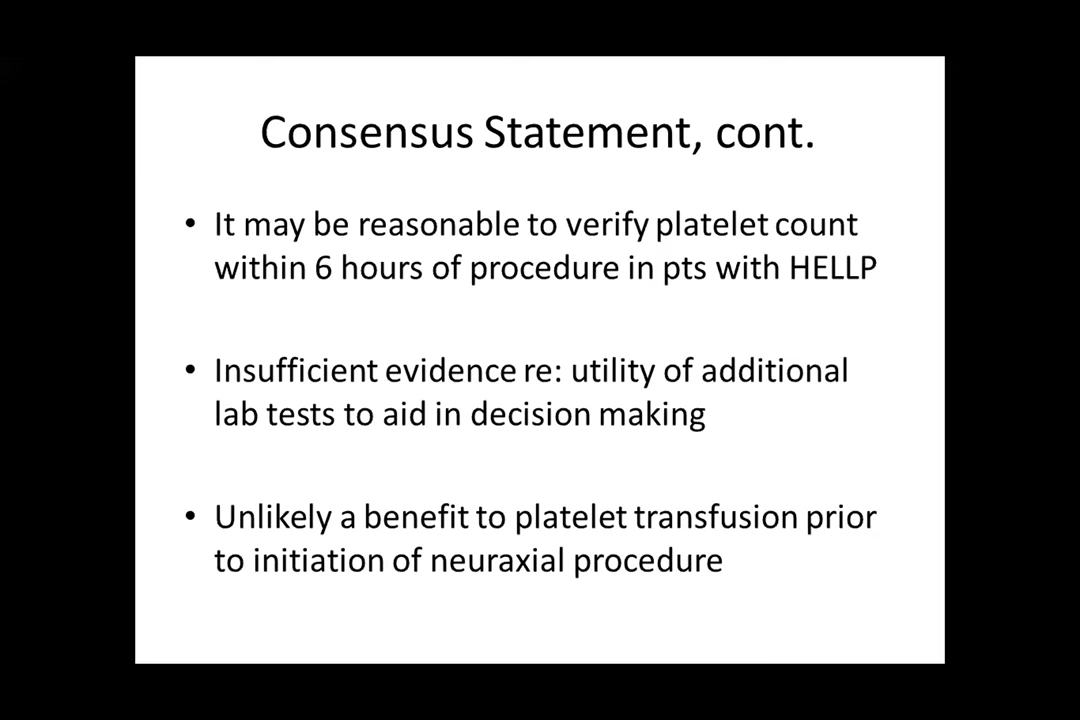 Consensus Statement, cont.
• It may be reasonable to verify platelet count
within 6 hours of procedure in pts with HELLP
• Insufficient evidence re: utility of additional
lab tests to aid in decision making
• Unlikely a benefit to platelet transfusion prior
to initiation of neuraxial procedure